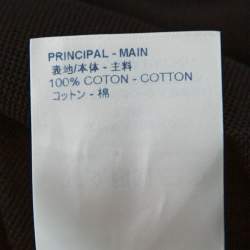 PRINCIPAL - MAIN
表地/本体 - 主料
100% COTON - COTTON
コットン - 棉